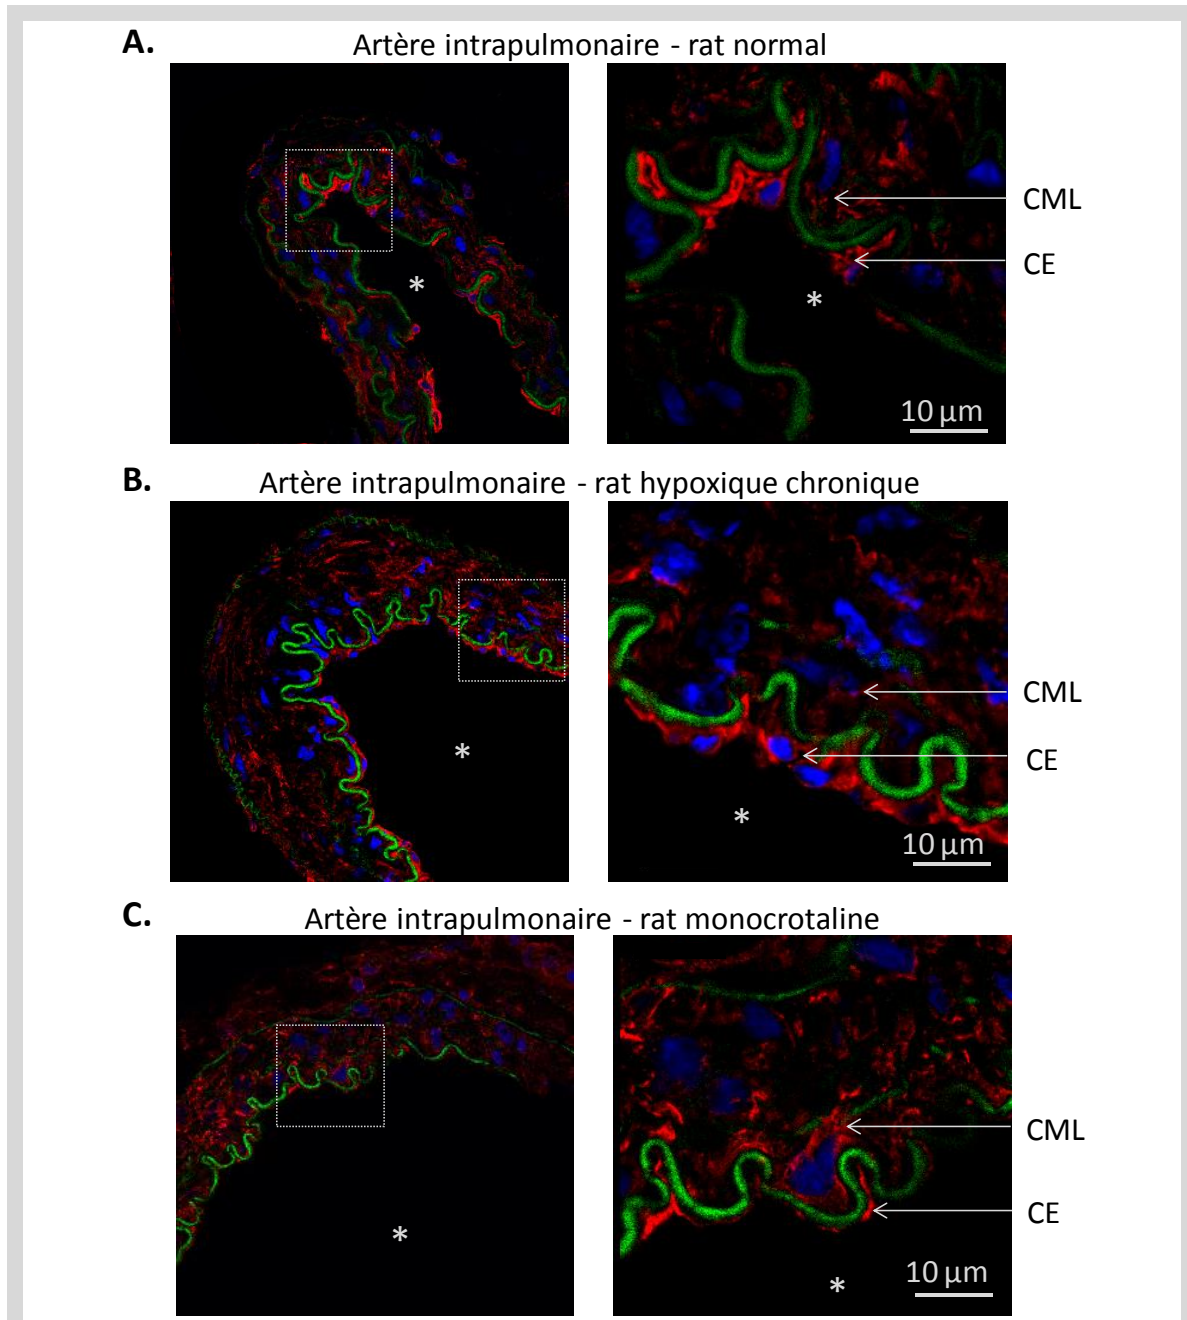 A.
Artère intrapulmonaire - rat normal
CML
CE
*
*
10 µm
B.
Artère intrapulmonaire - rat hypoxique chronique
CML
CE
*
*
10 µm
C.
Artère intrapulmonaire - rat monocrotaline
CML
CE
*
*
10 µm